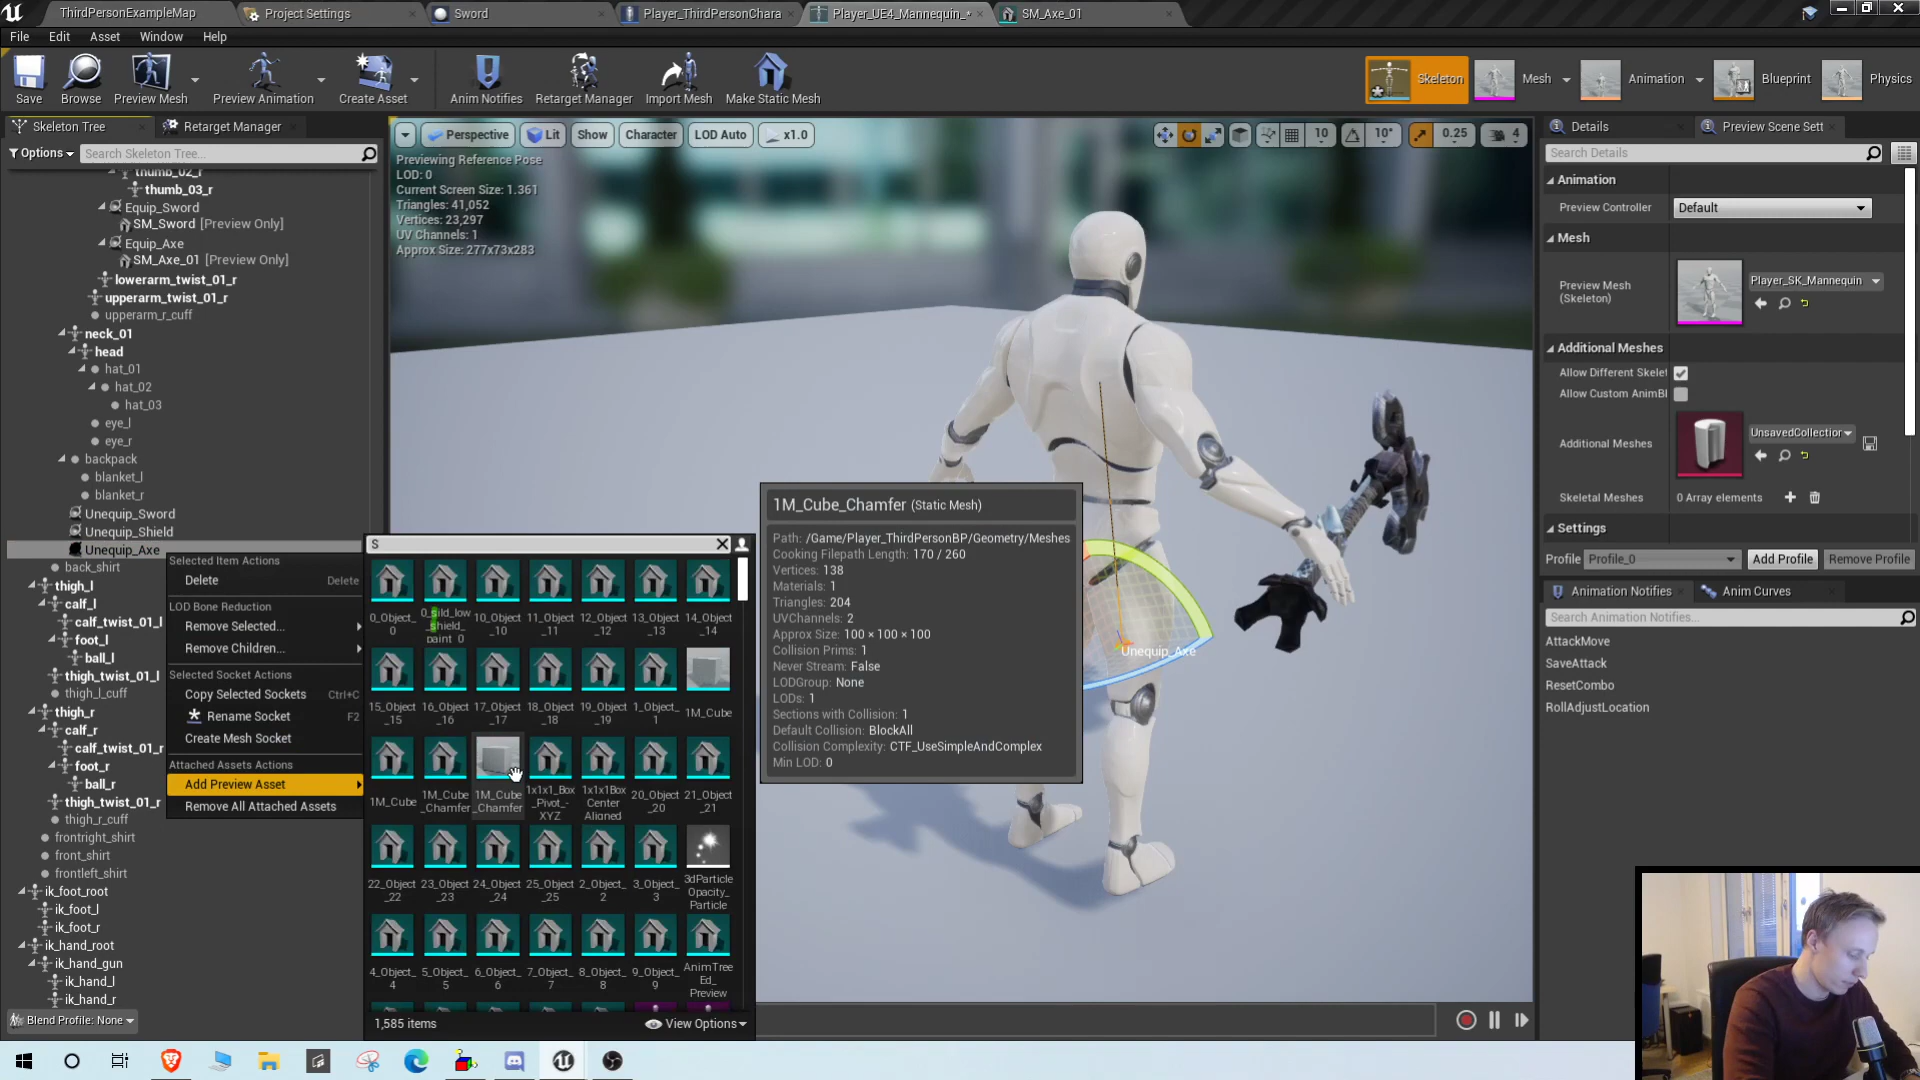 ThirdPersonExampleMap
Project Settings
Sword
Player_ThirdPersonChara
Player_UE4_Mannequin_*
SM_Axe_01
File
Edit
Asset
Window
Help
Save
Browse
Preview Mesh
Preview Animation
Create Asset
Anim Notifies
Retarget Manager
Import Mesh
Make Static Mesh
Skeleton
Mesh
Animation
Blueprint
Physics
Skeleton Tree
Retarget Manager
Options
Search Skeleton Tree...
thumb_02_r
thumb_03_r
Equip_Sword
SM_Sword [Preview Only]
Equip_Axe
SM_Axe_01 [Preview Only]
lowerarm_twist_01_r
upperarm_twist_01_r
upperarm_r_cuff
neck_01
head
hat_01
hat_02
hat_03
eye_l
eye_r
backpack
blanket_l
blanket_r
Unequip_Sword
Unequip_Shield
Unequip_Axe
back_shirt
thigh_l
calf_l
calf_twist_01_l
foot_l
ball_l
thigh_twist_01_l
thigh_l_cuff
thigh_r
calf_r
calf_twist_01_r
foot_r
ball_r
thigh_twist_01_r
thigh_r_cuff
frontright_shirt
front_shirt
frontleft_shirt
ik_foot_root
ik_foot_l
ik_foot_r
ik_hand_root
ik_hand_gun
ik_hand_l
ik_hand_r
Blend Profile: None
Selected Item Actions
Delete Delete
LOD Bone Reduction
Remove Selected...
Remove Children...
Selected Socket Actions
Copy Selected Sockets Ctrl+C
Rename Socket F2
Create Mesh Socket
Attached Assets Actions
Add Preview Asset
Remove All Attached Assets
S
0_Object_0
10_Object_10
11_Object_11
12_Object_12
13_Object_13
14_Object_14
15_Object_15
16_Object_16
17_Object_17
18_Object_18
19_Object_19
1_Object_1
1M_Cube
1M_Cube
1M_Cube_Chamfer
1M_Cube_Chamfer
1x1x1_Box_Pivot_-XYZ
1x1x1Box Center Aligned
20_Object_20
21_Object_21
22_Object_22
23_Object_23
24_Object_24
25_Object_25
2_Object_2
3_Object_3
3dParticle Opacity_Particle
4_Object_4
5_Object_5
6_Object_6
7_Object_7
8_Object_8
9_Object_9
AnimTreeEd_Preview
1,585 items
View Options
Perspective
Lit
Show
Character
LOD Auto
x1.0
10
10°
0.25
4
Previewing Reference Pose
LOD: 0
Current Screen Size: 1.361
Triangles: 41,052
Vertices: 23,297
UV Channels: 1
Approx Size: 277x73x283
1M_Cube_Chamfer (Static Mesh)
Path: /Game/Player_ThirdPersonBP/Geometry/Meshes
Cooking Filepath Length: 170 / 260
Vertices: 138
Materials: 1
Triangles: 204
UVChannels: 2
Approx Size: 100 × 100 × 100
Collision Prims: 1
Never Stream: False
LODGroup: None
LODs: 1
Sections with Collision: 1
Default Collision: BlockAll
Collision Complexity: CTF_UseSimpleAndComplex
Min LOD: 0
Unequip_Axe
Details
Preview Scene Sett
Search Details
Animation
Preview Controller
Default
Mesh
Preview Mesh
(Skeleton)
Player_SK_Mannequin
Additional Meshes
Allow Different Skele
Allow Custom AnimBl
Additional Meshes
UnsavedCollection
Skeletal Meshes
0 Array elements
Settings
Profile
Profile_0
Add Profile
Remove Profile
Animation Notifies
Anim Curves
Search Animation Notifies...
AttackMove
SaveAttack
ResetCombo
RollAdjustLocation